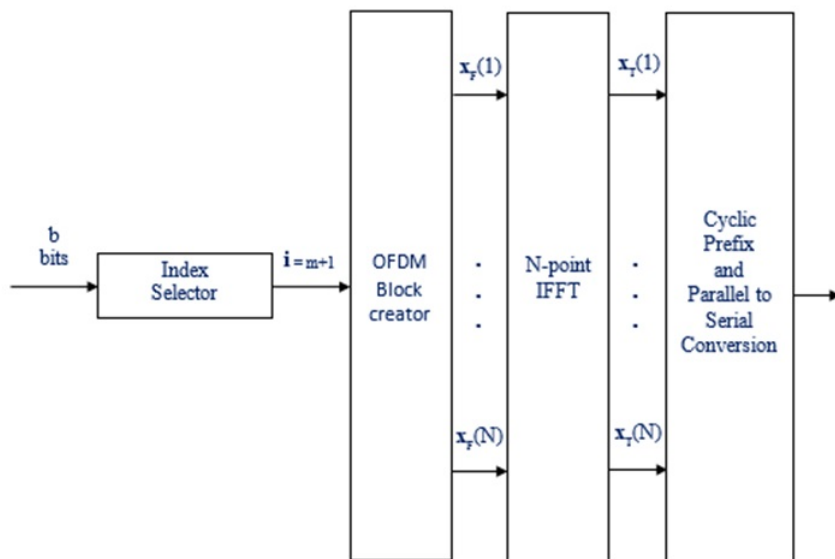 b
bits
Index
Selector
i = m+1
OFDM
Block
creator
x_F(1)
.
.
.
x_F(N)
N-point
IFFT
x_T(1)
.
.
.
x_T(N)
Cyclic
Prefix
and
Parallel to
Serial
Conversion